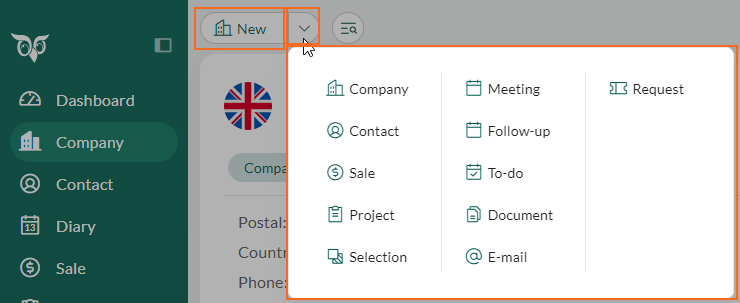 New
Dashboard
Company
Contact
Diary
13
Sale
Company
Contact
Sale
Project
Selection
Meeting
Follow-up
To-do
Document
E-mail
Request
Compa
Postal:
Countr
Phone: